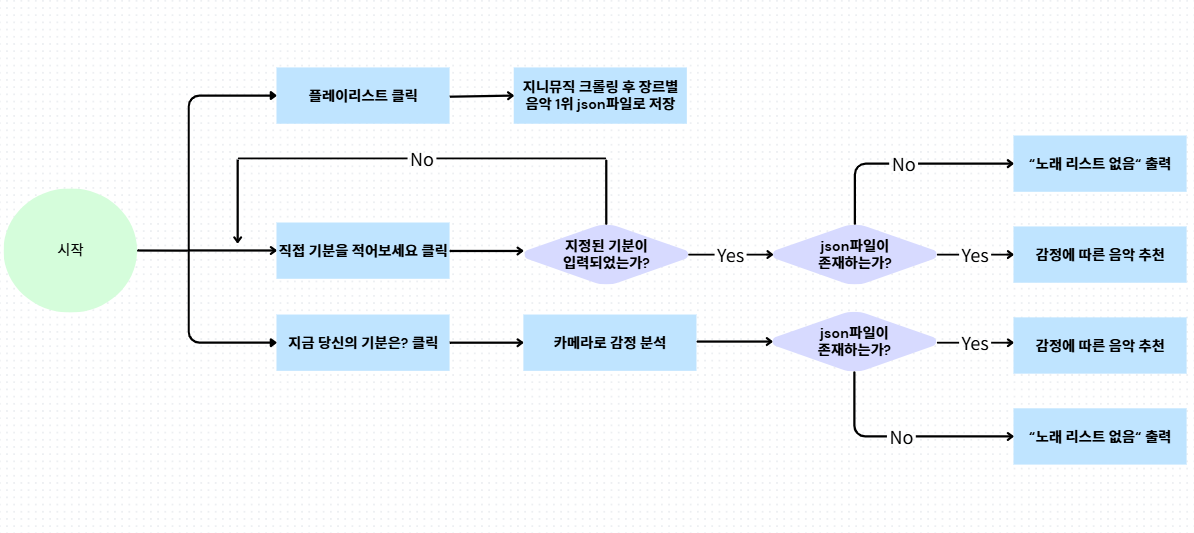 플레이리스트 클릭
지니뮤직 크롤링 후 장르별
음악 1위 json파일로 저장
No
No
“노래 리스트 없음“ 출력
시작
직접 기분을 적어보세요 클릭
지정된 기분이
입력되었는가?
Yes
json파일이
존재하는가?
Yes
감정에 따른 음악 추천
지금 당신의 기분은? 클릭
카메라로 감정 분석
json파일이
존재하는가?
Yes
감정에 따른 음악 추천
No
“노래 리스트 없음“ 출력